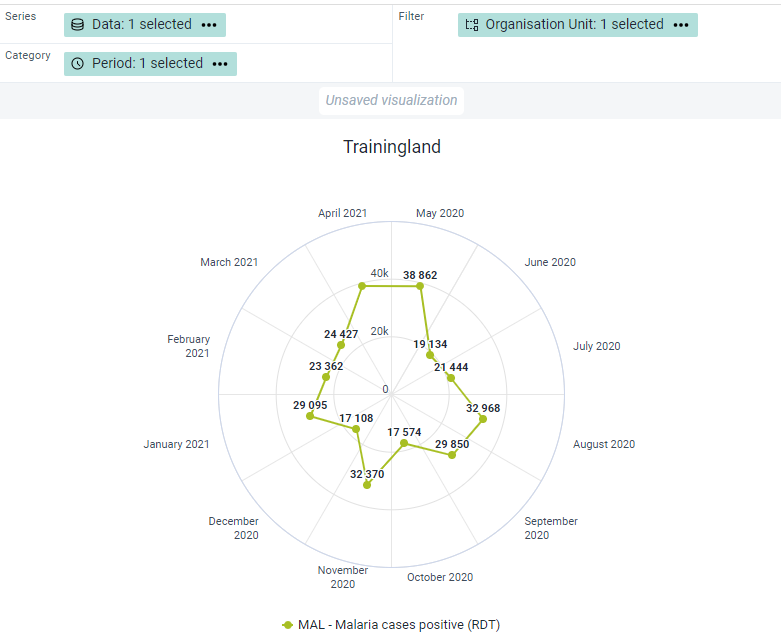 Series
Data: 1 selected
Filter
Organisation Unit: 1 selected
Category
Period: 1 selected
Unsaved visualization
Trainingland
April 2021
May 2020
March 2021
June 2020
40k
38 862
20k
24 427
19 134
February
2021
July 2020
23 362
21 444
0
29 095
32 968
17 108
17 574
29 850
January 2021
August 2020
32 370
December
2020
September
2020
November
2020
October 2020
MAL - Malaria cases positive (RDT)